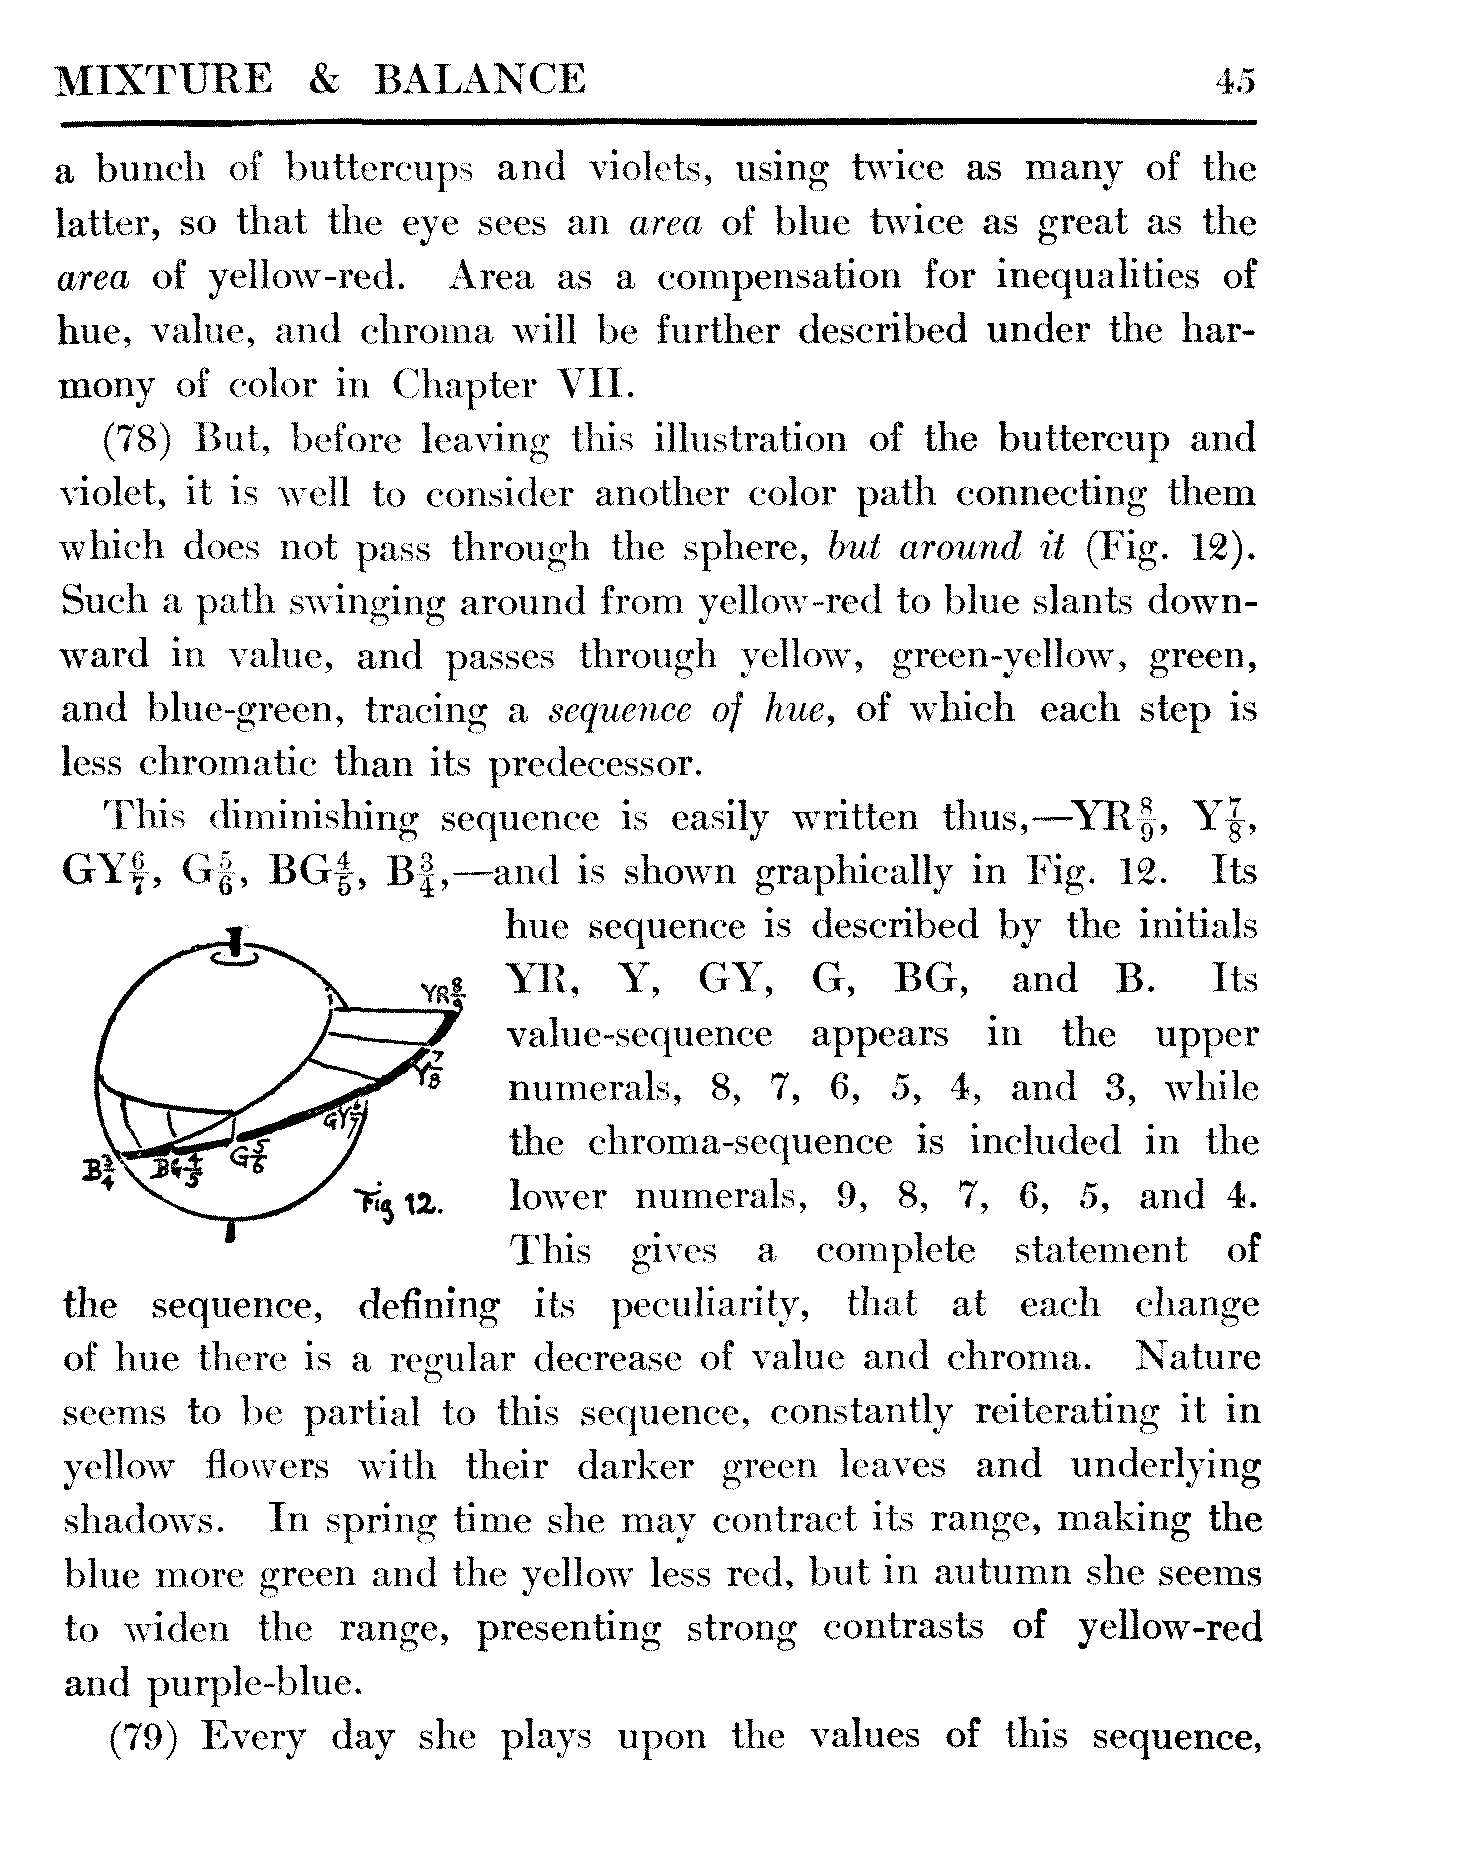 MIXTURE & BALANCE 45
a bunch of buttercups and violets, using twice as many of the
latter, so that the eye sees an area of blue twice as great as the
area of yellow-red. Area as a compensation for inequalities of
hue, value, and chroma will be further described under the har-
mony of color in Chapter VII.
(78) But, before leaving this illustration of the buttercup and
violet, it is well to consider another color path connecting them
which does not pass through the sphere, but around it (Fig. 12).
Such a path swinging around from yellow-red to blue slants down-
ward in value, and passes through yellow, green-yellow, green,
and blue-green, tracing a sequence of hue, of which each step is
less chromatic than its predecessor.
This diminishing sequence is easily written thus,—YR 8/9, Y 7/8,
GY 6/7, G 5/6, BG 4/5, B 3/4,—and is shown graphically in Fig. 12. Its
hue sequence is described by the initials
YR, Y, GY, G, BG, and B. Its
value-sequence appears in the upper
numerals, 8, 7, 6, 5, 4, and 3, while
the chroma-sequence is included in the
lower numerals, 9, 8, 7, 6, 5, and 4.
This gives a complete statement of
YR 8/9
Y 7/8
GY 6/7
G 5/6
BG 4/5
B 3/4
Fig 12.
the sequence, defining its peculiarity, that at each change
of hue there is a regular decrease of value and chroma. Nature
seems to be partial to this sequence, constantly reiterating it in
yellow flowers with their darker green leaves and underlying
shadows. In spring time she may contract its range, making the
blue more green and the yellow less red, but in autumn she seems
to widen the range, presenting strong contrasts of yellow-red
and purple-blue.
(79) Every day she plays upon the values of this sequence,